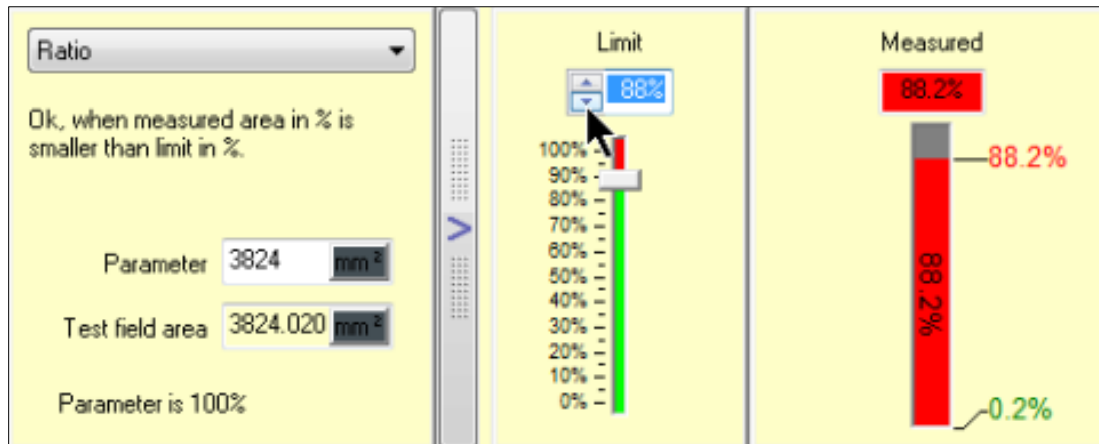 Ratio
Ok, when measured area in % is
smaller than limit in %.
Parameter 3824 mm²
Test field area 3824.020 mm²
Parameter is 100%
>
Limit
88%
100%
90%
80%
70%
60%
50%
40%
30%
20%
10%
0%
Measured
88.2%
88.2%
88.2%
0.2%